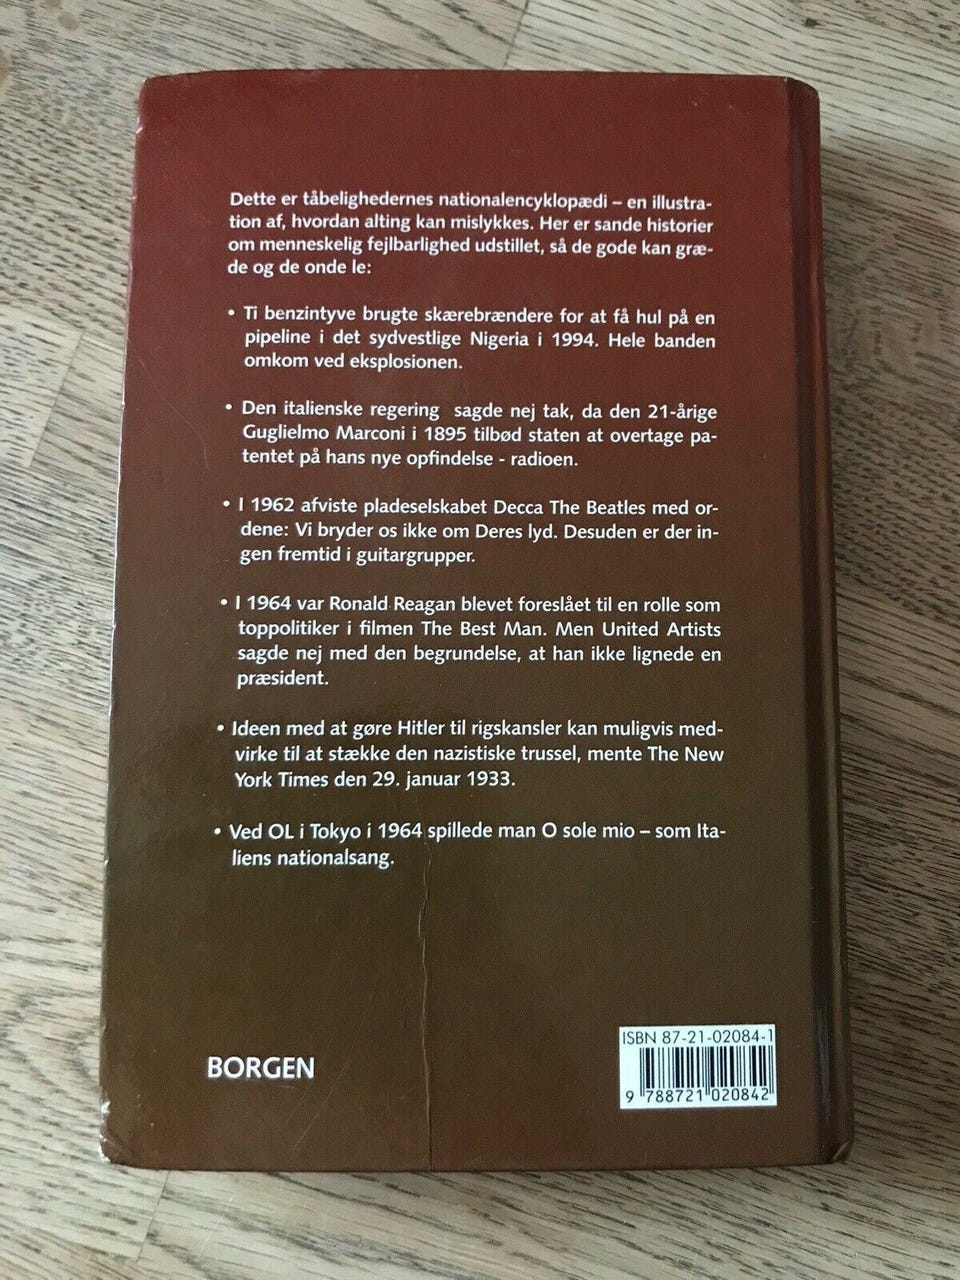 Dette er tåbelighedernes nationalencyklopædi – en illustra-
tion af, hvordan alting kan mislykkes. Her er sande historier
om menneskelig fejlbarlighed udstillet, så de gode kan græ-
de og de onde le:
• Ti benzintyve brugte skærebrændere for at få hul på en
pipeline i det sydvestlige Nigeria i 1994. Hele banden
omkom ved eksplosionen.
• Den italienske regering sagde nej tak, da den 21-årige
Guglielmo Marconi i 1895 tilbød staten at overtage pa-
tentet på hans nye opfindelse - radioen.
• I 1962 afviste pladeselskabet Decca The Beatles med or-
dene: Vi bryder os ikke om Deres lyd. Desuden er der in-
gen fremtid i guitargrupper.
• I 1964 var Ronald Reagan blevet foreslået til en rolle som
toppolitiker i filmen The Best Man. Men United Artists
sagde nej med den begrundelse, at han ikke lignede en
præsident.
• Ideen med at gøre Hitler til rigskansler kan muligvis med-
virke til at stække den nazistiske trussel, mente The New
York Times den 29. januar 1933.
• Ved OL i Tokyo i 1964 spillede man O sole mio – som Ita-
liens nationalsang.
BORGEN
ISBN 87-21-02084-1
9 788721 020842